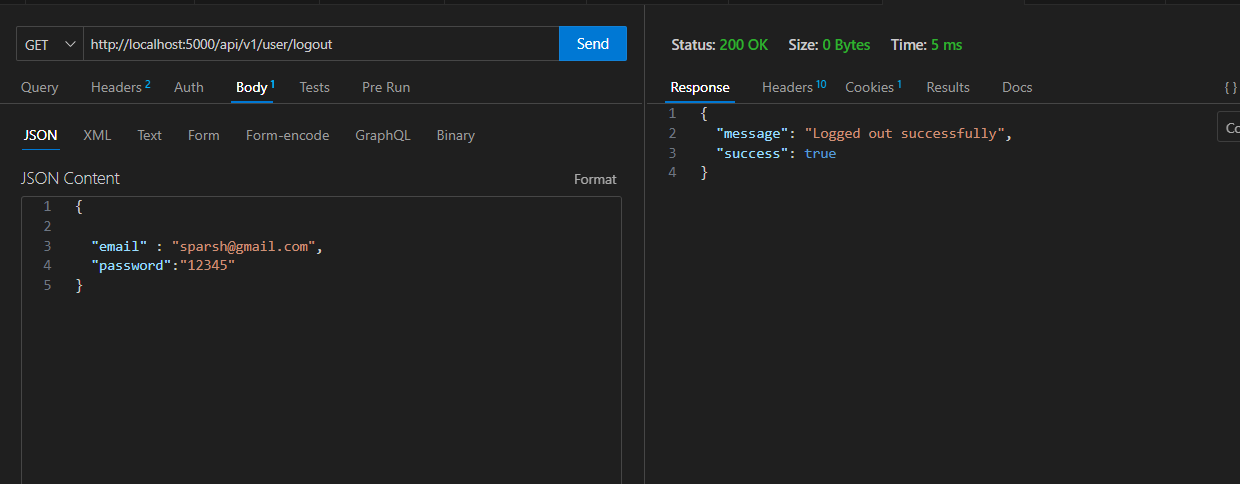 GET http://localhost:5000/api/v1/user/logout Send
Query Headers 2 Auth Body 1 Tests Pre Run
JSON XML Text Form Form-encode GraphQL Binary
JSON Content Format
1 {
2
3 "email" : "sparsh@gmail.com",
4 "password":"12345"
5 }
Status: 200 OK Size: 0 Bytes Time: 5 ms
Response Headers 10 Cookies 1 Results Docs { }
1 {
2 "message": "Logged out successfully",
3 "success": true
4 }